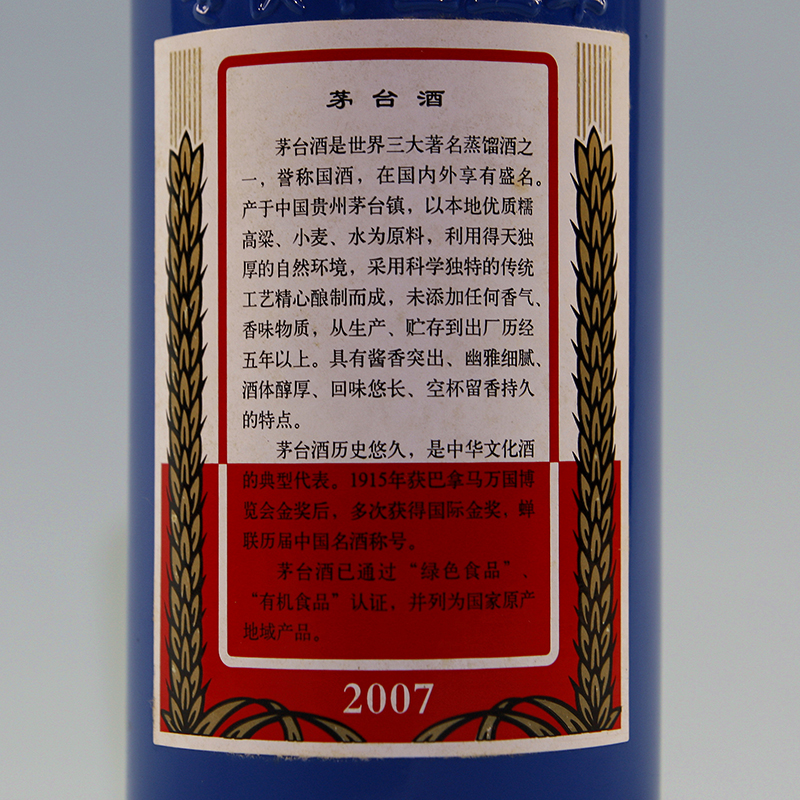 茅台酒
茅台酒是世界三大著名蒸馏酒之
一，誉称国酒，在国内外享有盛名。
产于中国贵州茅台镇，以本地优质糯
高粱、小麦、水为原料，利用得天独
厚的自然环境，采用科学独特的传统
工艺精心酿制而成，未添加任何香气、
香味物质，从生产、贮存到出厂历经
五年以上。具有酱香突出、幽雅细腻、
酒体醇厚、回味悠长、空杯留香持久
的特点。
茅台酒历史悠久，是中华文化酒
的典型代表。1915年获巴拿马万国博
览会金奖后，多次获得国际金奖，蝉
联历届中国名酒称号。
茅台酒已通过“绿色食品”、
“有机食品”认证，并列为国家原产
地域产品。
2007